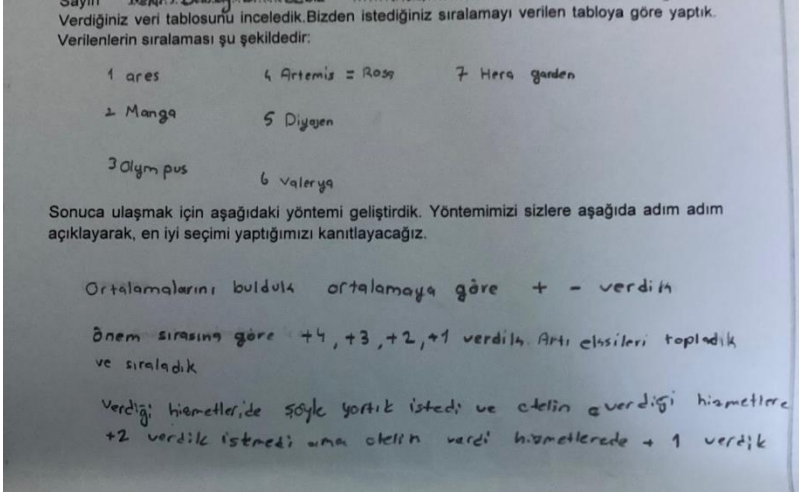 Sayın
Verdiğiniz veri tablosunu inceledik.Bizden istediğiniz sıralamayı verilen tabloya göre yaptık.
Verilenlerin sıralaması şu şekildedir:
1 ares 4 Artemis = Rosa 7 Hera garden
2 Manga 5 Diyojen
3 Olympus 6 Valerya
Sonuca ulaşmak için aşağıdaki yöntemi geliştirdik. Yöntemimizi sizlere aşağıda adım adım
açıklayarak, en iyi seçimi yaptığımızı kanıtlayacağız.
Ortalamalarını bulduk ortalamaya göre + - verdik
önem sırasına göre +4, +3, +2, +1 verdik. Artı eksileri topladık
ve sıraladık
Verdiği hizmetleride şöyle yaptık istedi ve otelin verdiği hizmetlere
+2 verdik istmedi ama otelin verdi hizmetlerede + 1 verdik